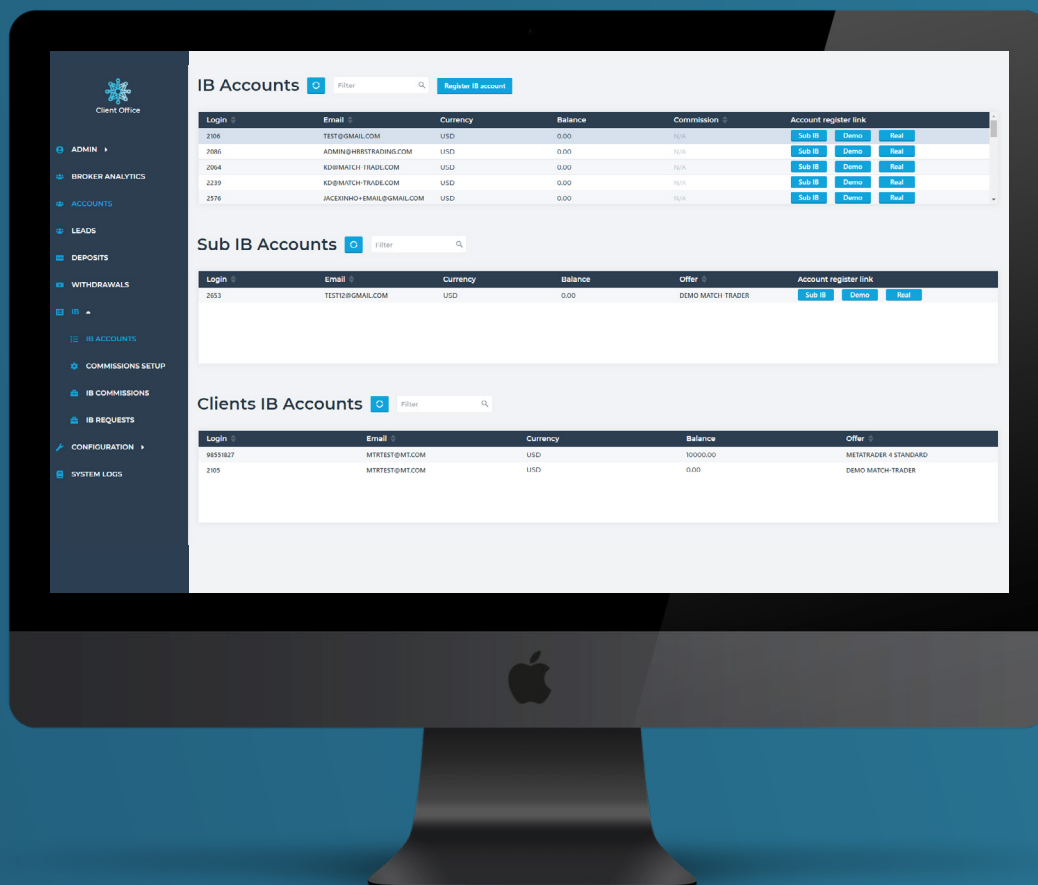 Client Office
ADMIN
BROKER ANALYTICS
ACCOUNTS
LEADS
DEPOSITS
WITHDRAWALS
IB
IB ACCOUNTS
COMMISSIONS SETUP
IB COMMISSIONS
IB REQUESTS
CONFIGURATION
SYSTEM LOGS
IB Accounts Filter Register IB account
Login Email Currency Balance Commission Account register link
2106 TEST@GMAIL.COM USD 0.00 N/A Sub IB Demo Real
2086 ADMIN@HBBSTRADING.COM USD 0.00 N/A Sub IB Demo Real
2064 KD@MATCH-TRADE.COM USD 0.00 N/A Sub IB Demo Real
2239 KD@MATCH-TRADE.COM USD 0.00 N/A Sub IB Demo Real
2576 JACEXINHO+EMAIL@GMAIL.COM USD 0.00 N/A Sub IB Demo Real
Sub IB Accounts Filter
Login Email Currency Balance Offer Account register link
2653 TEST12@GMAIL.COM USD 0.00 DEMO MATCH-TRADER Sub IB Demo Real
Clients IB Accounts Filter
Login Email Currency Balance Offer
98551827 MTRTEST@MT.COM USD 10000.00 METATRADER 4 STANDARD
2105 MTRTEST@MT.COM USD 0.00 DEMO MATCH-TRADER